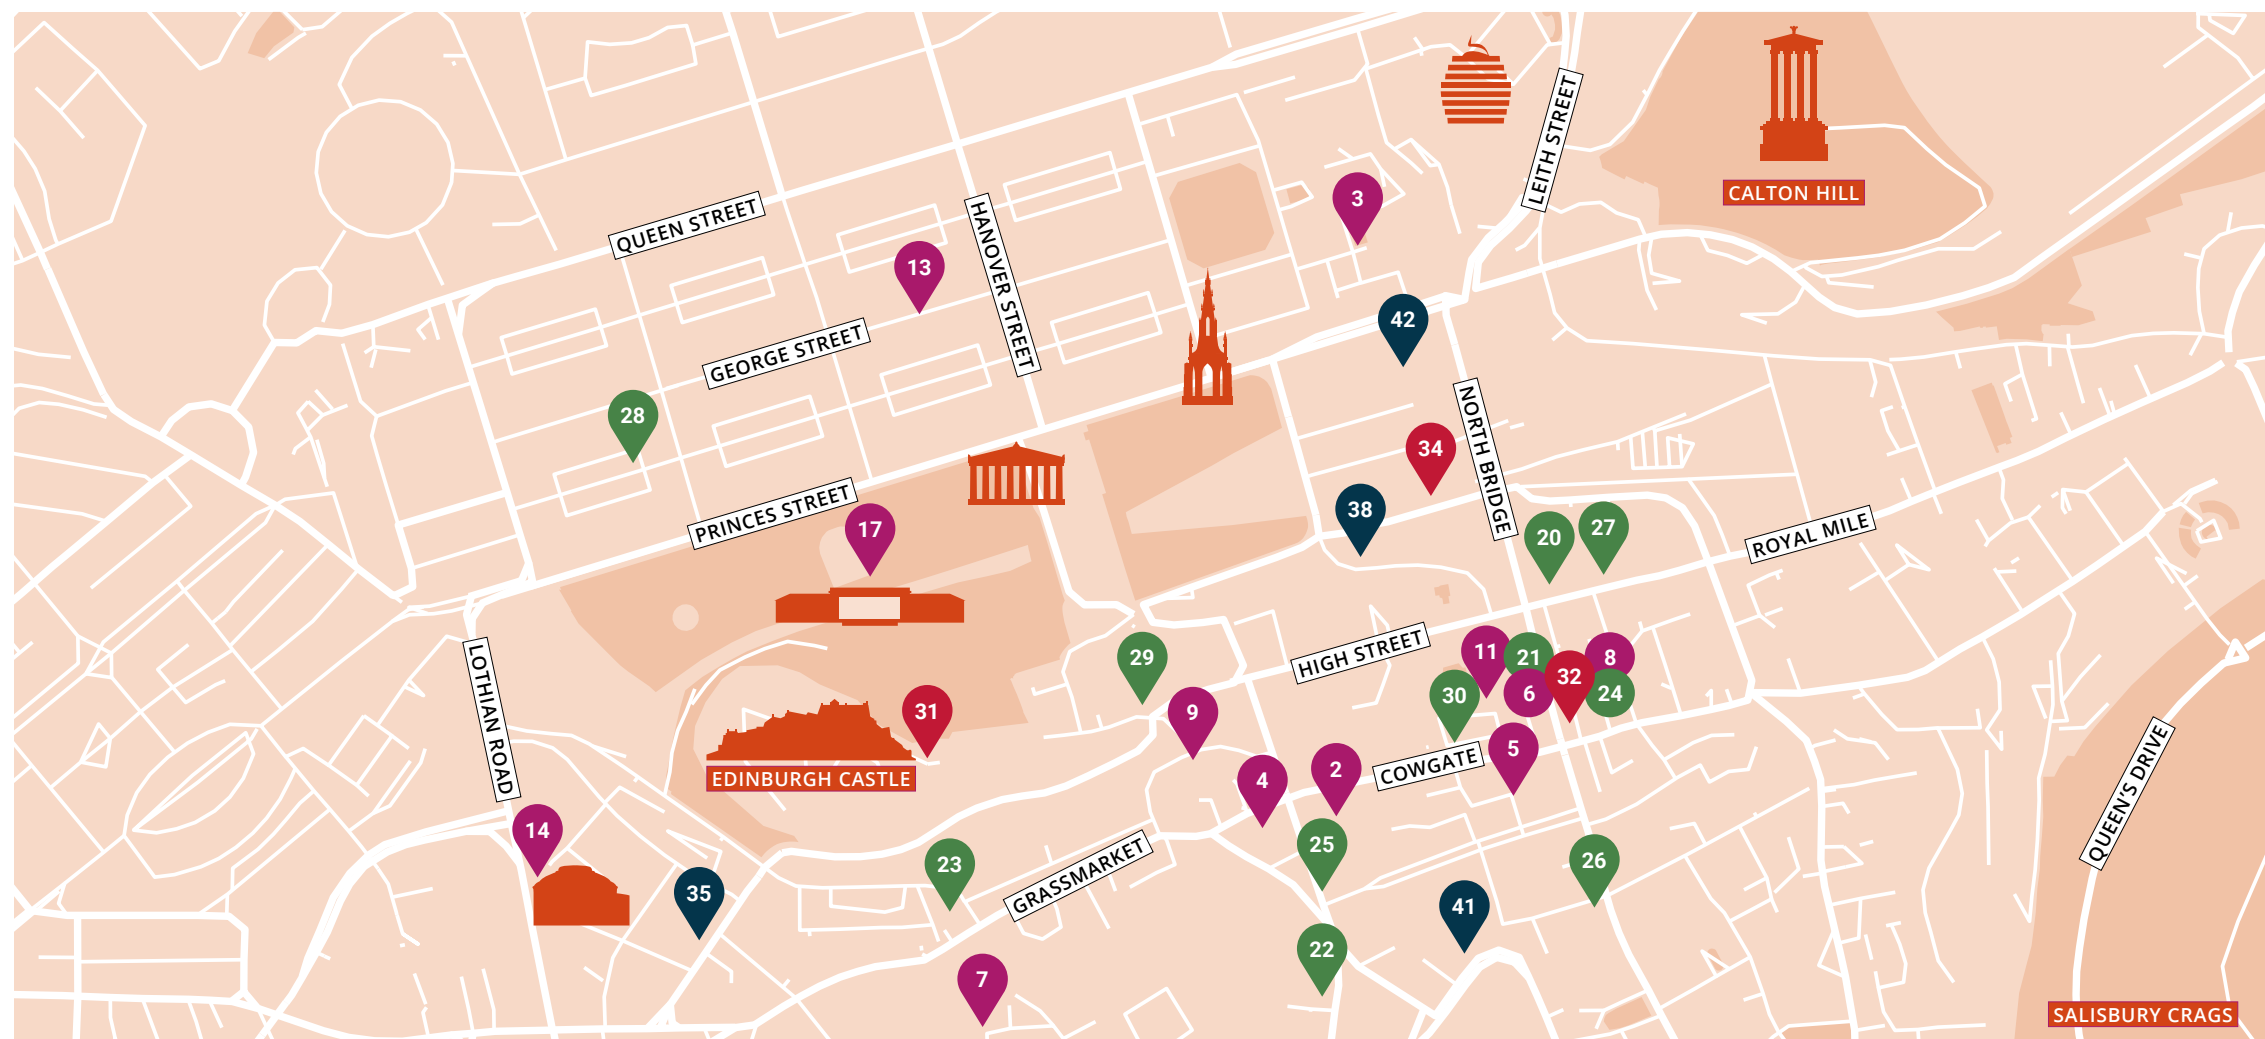 LEITH STREET
CALTON HILL
3
QUEEN STREET
HANOVER STREET
13
42
GEORGE STREET
28
NORTH BRIDGE
34
PRINCES STREET
17
38
20
27
ROYAL MILE
HIGH STREET
29
11
21
8
32
6
24
30
LOTHIAN ROAD
31
9
EDINBURGH CASTLE
4
2
COWGATE
5
QUEEN'S DRIVE
14
25
26
23
GRASSMARKET
35
41
22
7
SALISBURY CRAGS